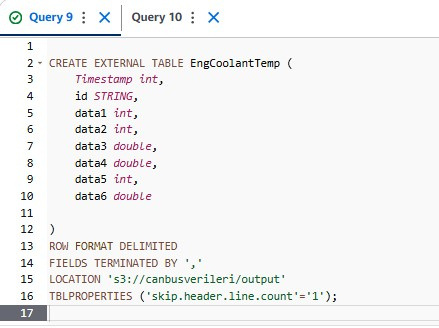 Query 9
Query 10
1
2 CREATE EXTERNAL TABLE EngCoolantTemp (
3 Timestamp int,
4 id STRING,
5 data1 int,
6 data2 int,
7 data3 double,
8 data4 double,
9 data5 int,
10 data6 double
11
12 )
13 ROW FORMAT DELIMITED
14 FIELDS TERMINATED BY ','
15 LOCATION 's3://canbusverileri/output'
16 TBLPROPERTIES ('skip.header.line.count'='1');
17